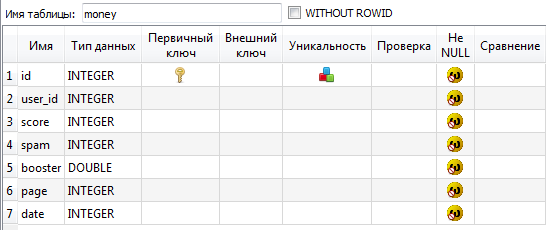 Имя таблицы: money WITHOUT ROWID
Имя Тип данных Первичный ключ Внешний ключ Уникальность Проверка Не NULL Сравнение
1 id INTEGER
2 user_id INTEGER
3 score INTEGER
4 spam INTEGER
5 booster DOUBLE
6 page INTEGER
7 date INTEGER